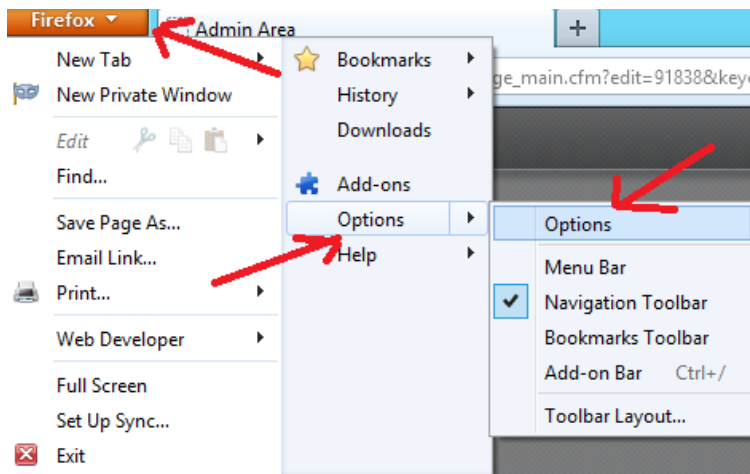 Firefox
Admin Area
New Tab
New Private Window
Edit
Find...
Save Page As...
Email Link...
Print...
Web Developer
Full Screen
Set Up Sync...
Exit
Bookmarks
History
Downloads
Add-ons
Options
Help
ge_main.cfm?edit=91838&key
Options
Menu Bar
Navigation Toolbar
Bookmarks Toolbar
Add-on Bar Ctrl+/
Toolbar Layout...